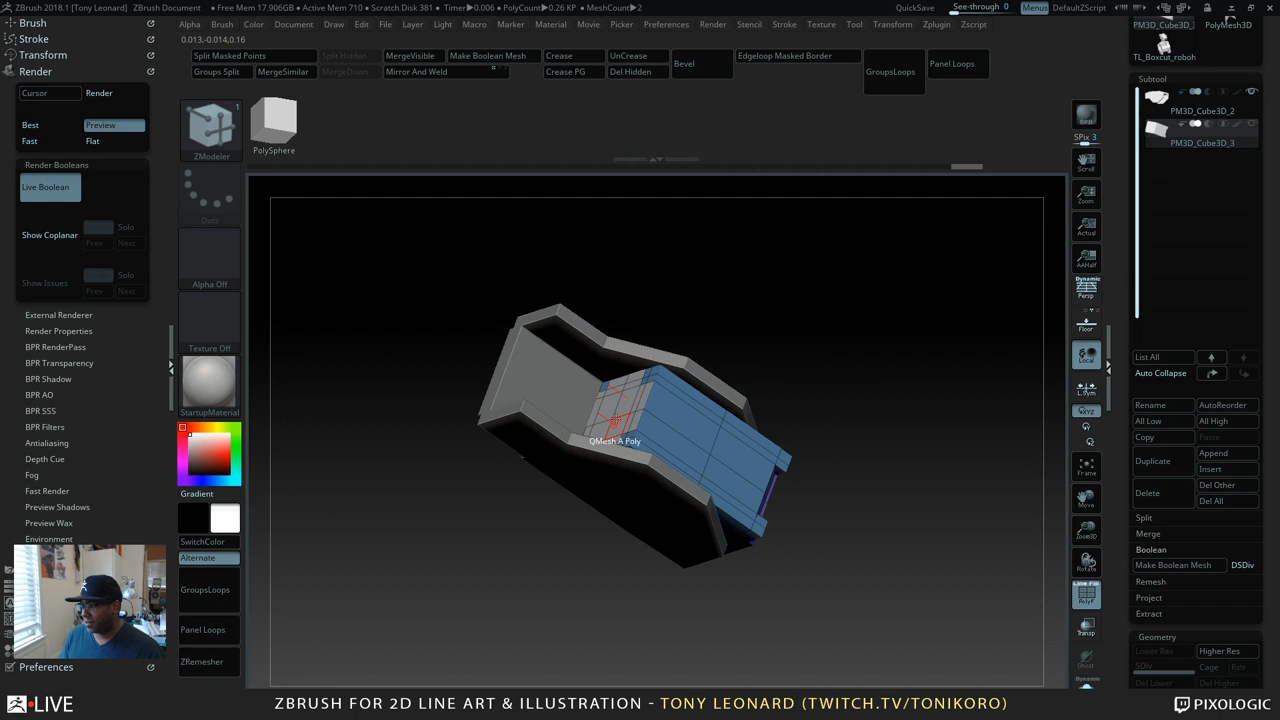 ZBrush 2018.1 [Tony Leonard]   ZBrush Document   • Free Mem 17.906GB • Active Mem 710 • Scratch Disk 381 • Timer▶0.006 • PolyCount▶0.26 KP • MeshCount▶2   QuickSave   See-through 0   Menus   DefaultZScript
Alpha Brush Color Document Draw Edit File Layer Light Macro Marker Material Movie Picker Preferences Render Stencil Stroke Texture Tool Transform Zplugin Zscript
Brush
Stroke
Transform
Render
Cursor Render
Best Preview
Fast Flat
Render Booleans
Live Boolean
Solo
Show Coplanar
Prev Next
Solo
Show Issues
Prev Next
External Renderer
Render Properties
BPR RenderPass
BPR Transparency
BPR Shadow
BPR AO
BPR SSS
BPR Filters
Antialiasing
Depth Cue
Fog
Fast Render
Preview Shadows
Preview Wax
Environment
Preferences
0.013,-0.014,0.16
Split Masked Points Split Hidden MergeVisible Make Boolean Mesh Crease UnCrease Bevel Edgeloop Masked Border GroupsLoops Panel Loops
Groups Split MergeSimilar MergeDown Mirror And Weld Crease PG Del Hidden
1
ZModeler
PolySphere
Dots
Alpha Off
Texture Off
StartupMaterial
Gradient
SwitchColor
Alternate
GroupsLoops
Panel Loops
ZRemesher
QMesh A Poly
BPR
SPix 3
Scroll
Zoom
Actual
AAHalf
Dynamic
Persp
Floor
Local
L.Sym
Frame
Move
Zoom3D
Rotate
Line Fill
PolyF
Transp
Ghost
Dynamic
PM3D_Cube3D_ PolyMesh3D
TL_Boxcut_roboh
Subtool
PM3D_Cube3D_2
PM3D_Cube3D_3
List All
Auto Collapse
Rename AutoReorder
All Low All High
Copy Paste
Duplicate Append
Insert
Delete Del Other
Del All
Split
Merge
Boolean
Make Boolean Mesh DSDiv
Remesh
Project
Extract
Geometry
Lower Res Higher Res
SDiv Cage Rstr
Del Lower Del Higher
LIVE
ZBRUSH FOR 2D LINE ART & ILLUSTRATION - TONY LEONARD (TWITCH.TV/TONIKORO)
PIXOLOGIC